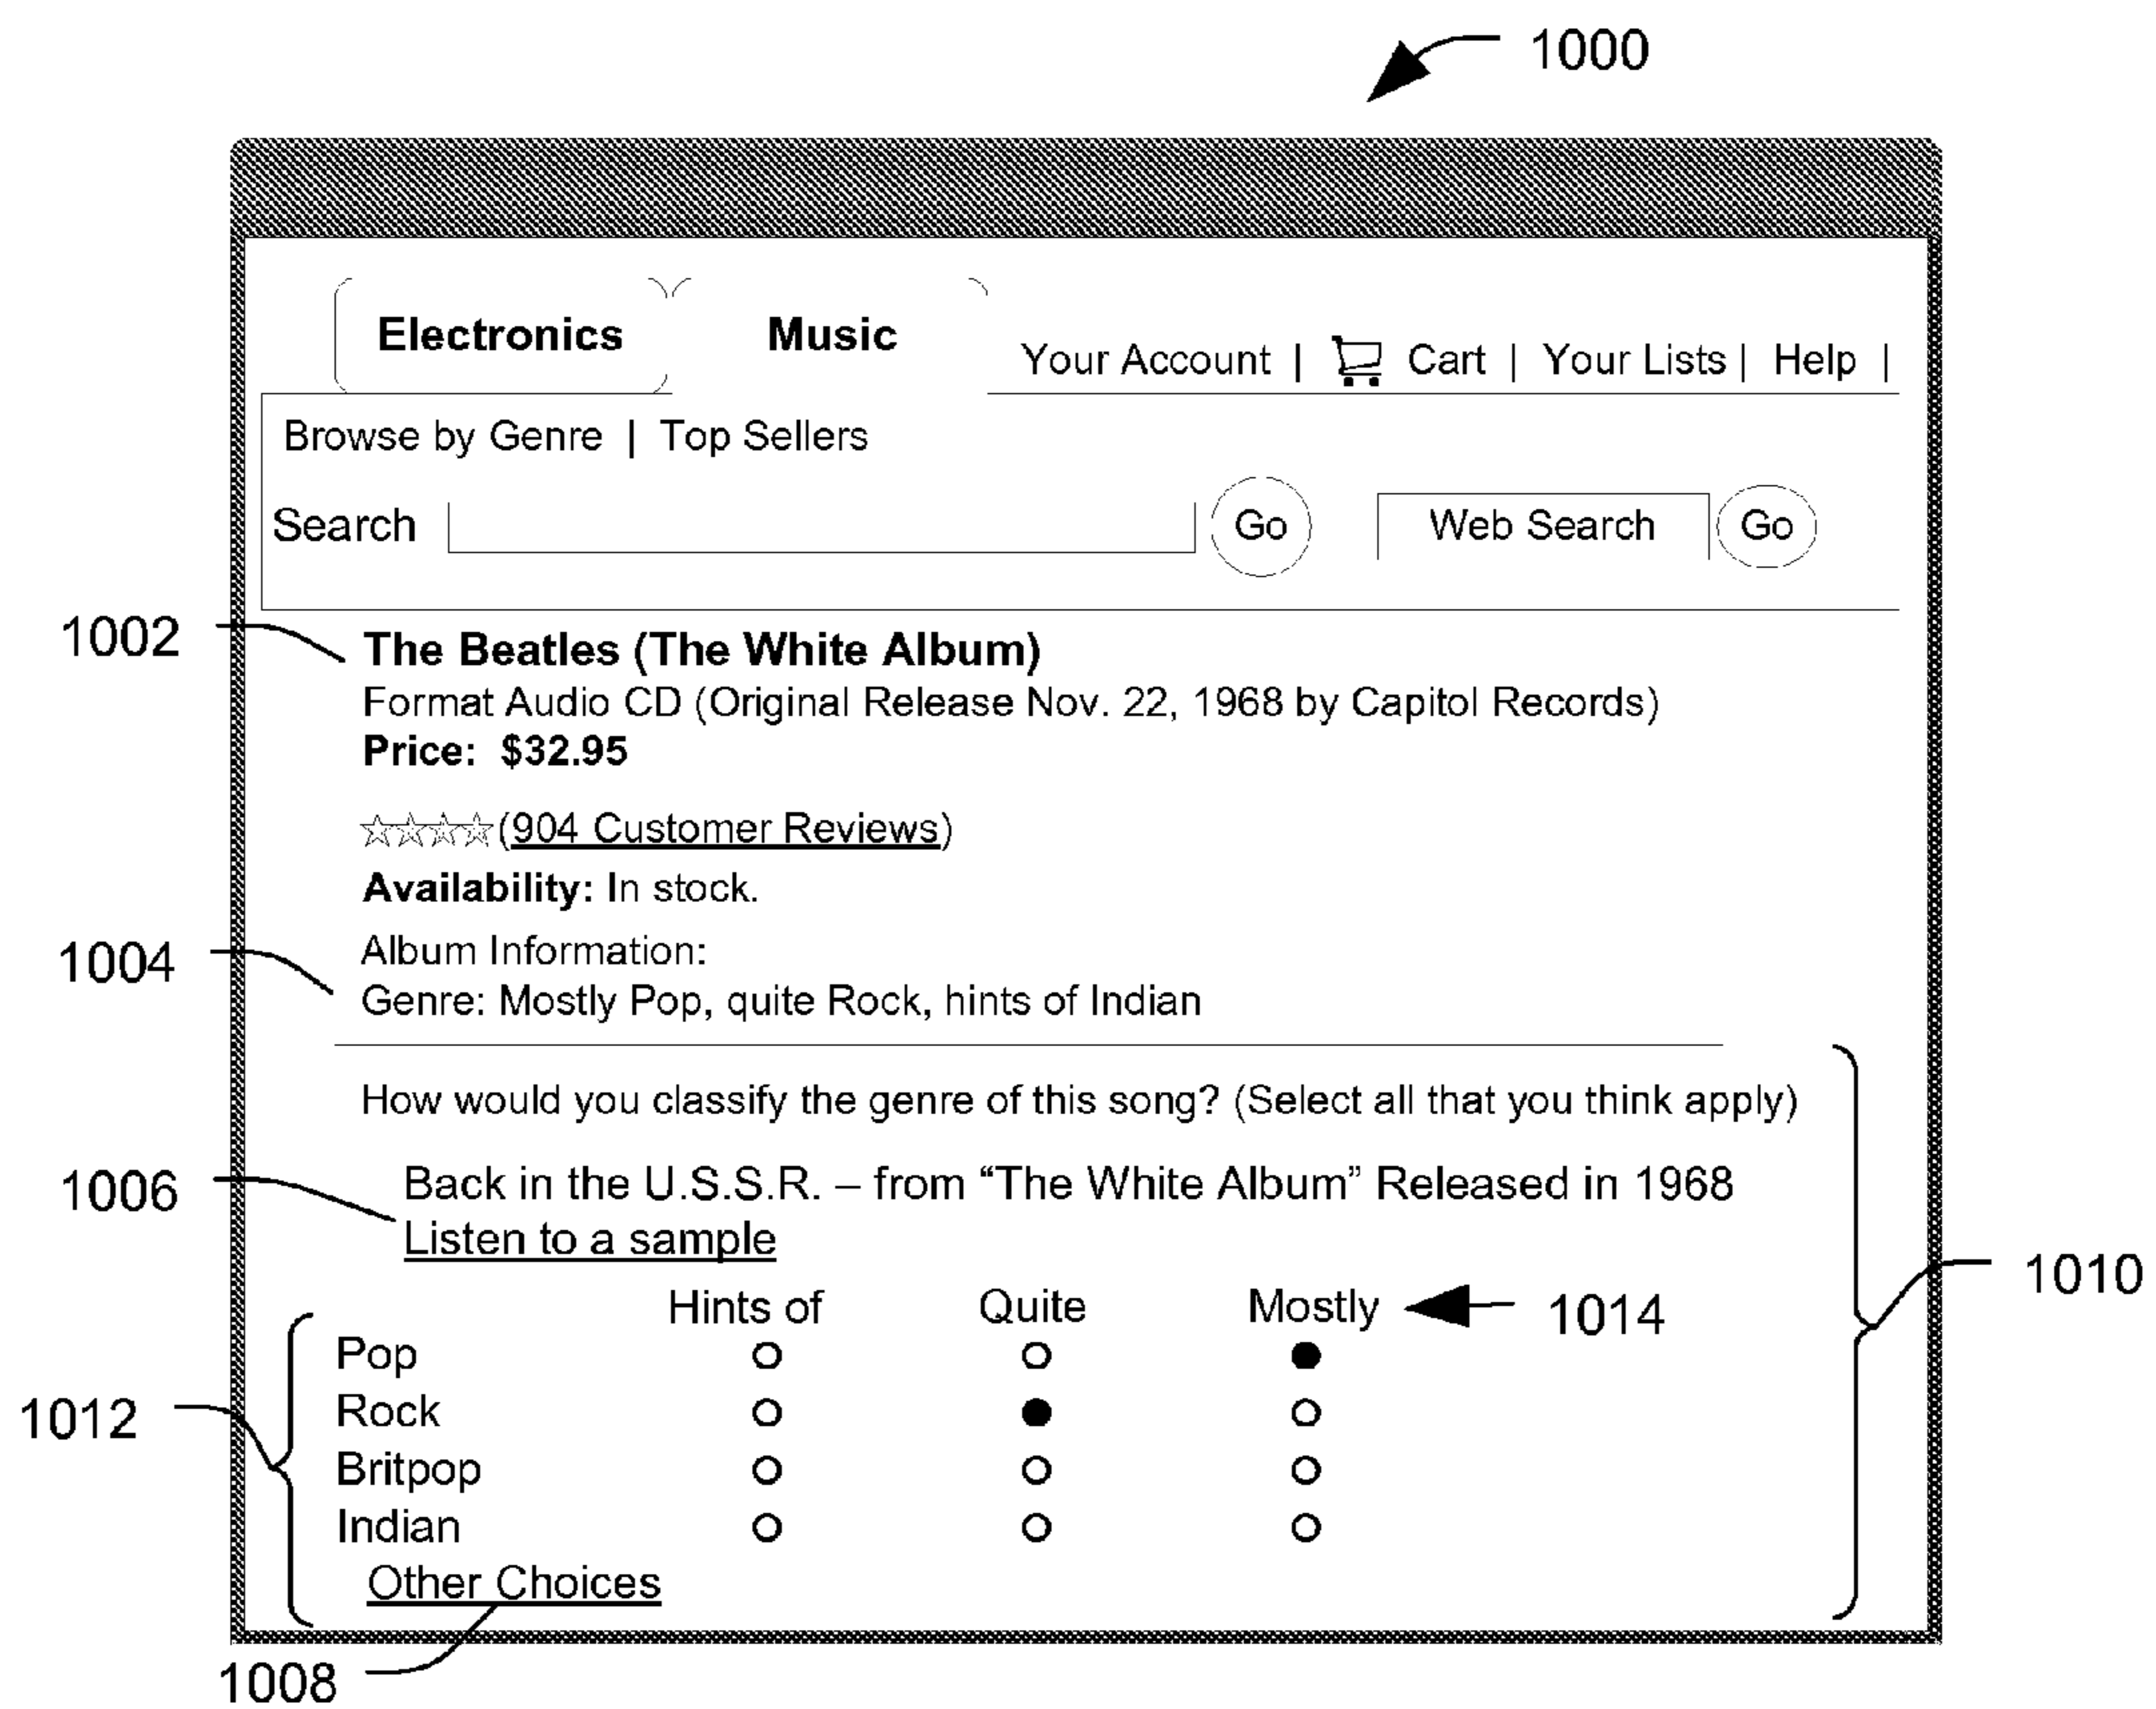 1000
Electronics Music
Your Account | Cart | Your Lists | Help |
Browse by Genre | Top Sellers
Search Go Web Search Go
1002
The Beatles (The White Album)
Format Audio CD (Original Release Nov. 22, 1968 by Capitol Records)
Price: $32.95
(904 Customer Reviews)
Availability: In stock.
1004
Album Information:
Genre: Mostly Pop, quite Rock, hints of Indian
How would you classify the genre of this song? (Select all that you think apply)
1006
Back in the U.S.S.R. – from “The White Album” Released in 1968
Listen to a sample
1010
Hints of Quite Mostly 1014
Pop
1012
Rock
Britpop
Indian
Other Choices
1008